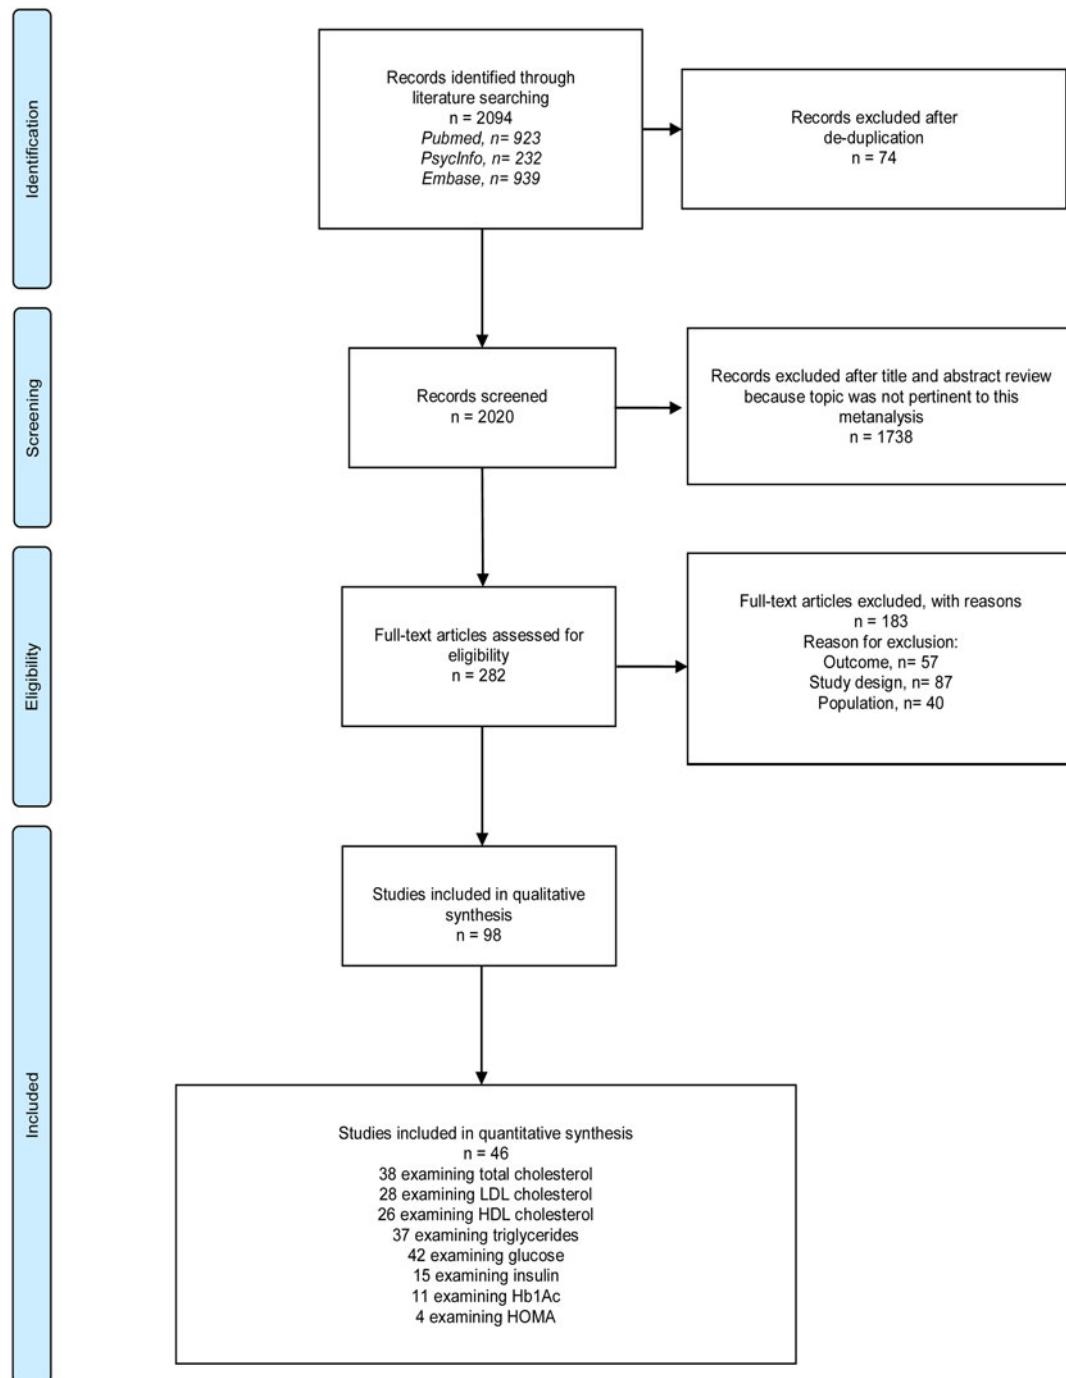 Identification
Records identified through
literature searching
n = 2094
Pubmed, n= 923
PsycInfo, n= 232
Embase, n= 939
Records excluded after
de-duplication
n = 74
Screening
Records screened
n = 2020
Records excluded after title and abstract review
because topic was not pertinent to this
metanalysis
n = 1738
Eligibility
Full-text articles assessed for
eligibility
n = 282
Full-text articles excluded, with reasons
n = 183
Reason for exclusion:
Outcome, n= 57
Study design, n= 87
Population, n= 40
Included
Studies included in qualitative
synthesis
n = 98
Studies included in quantitative synthesis
n = 46
38 examining total cholesterol
28 examining LDL cholesterol
26 examining HDL cholesterol
37 examining triglycerides
42 examining glucose
15 examining insulin
11 examining Hb1Ac
4 examining HOMA